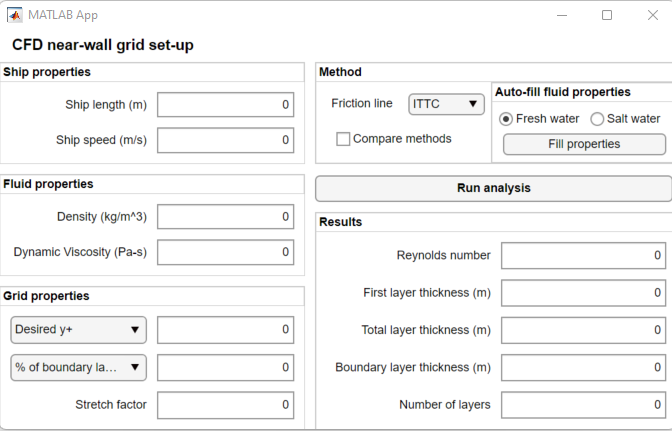 MATLAB App
CFD near-wall grid set-up
Ship properties
Ship length (m) 0
Ship speed (m/s) 0
Fluid properties
Density (kg/m^3) 0
Dynamic Viscosity (Pa-s) 0
Grid properties
Desired y+ 0
% of boundary la... 0
Stretch factor 0
Method
Friction line ITTC
Compare methods
Auto-fill fluid properties
Fresh water Salt water
Fill properties
Run analysis
Results
Reynolds number 0
First layer thickness (m) 0
Total layer thickness (m) 0
Boundary layer thickness (m) 0
Number of layers 0